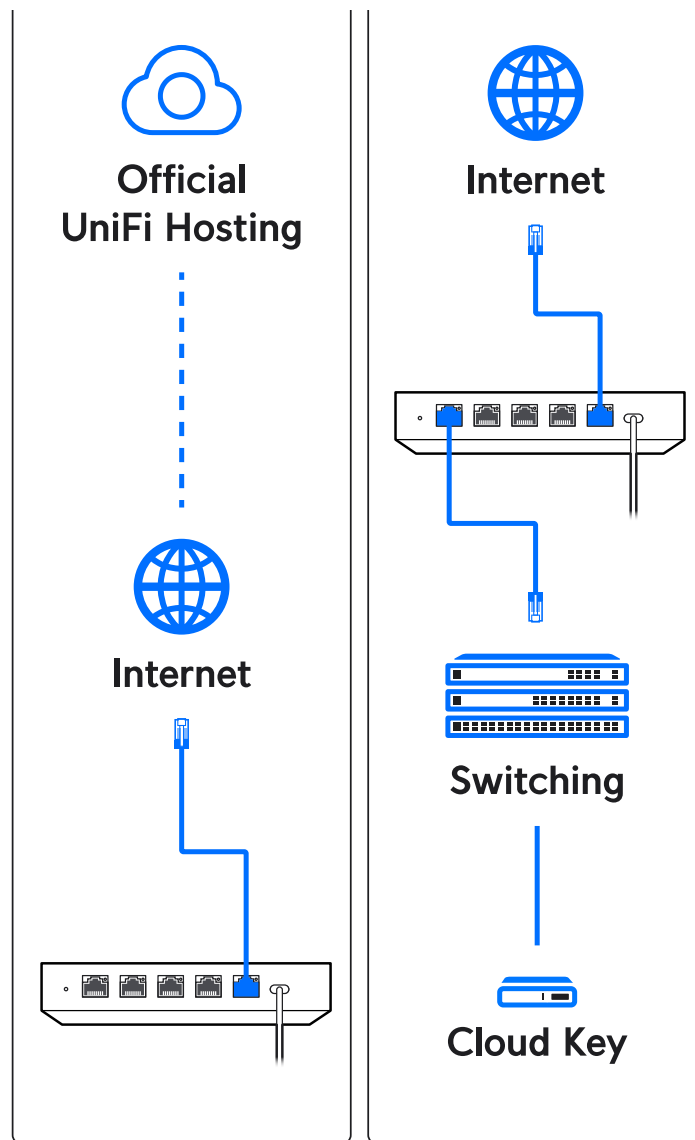 Official
UniFi Hosting
Internet
Internet
Switching
Cloud Key